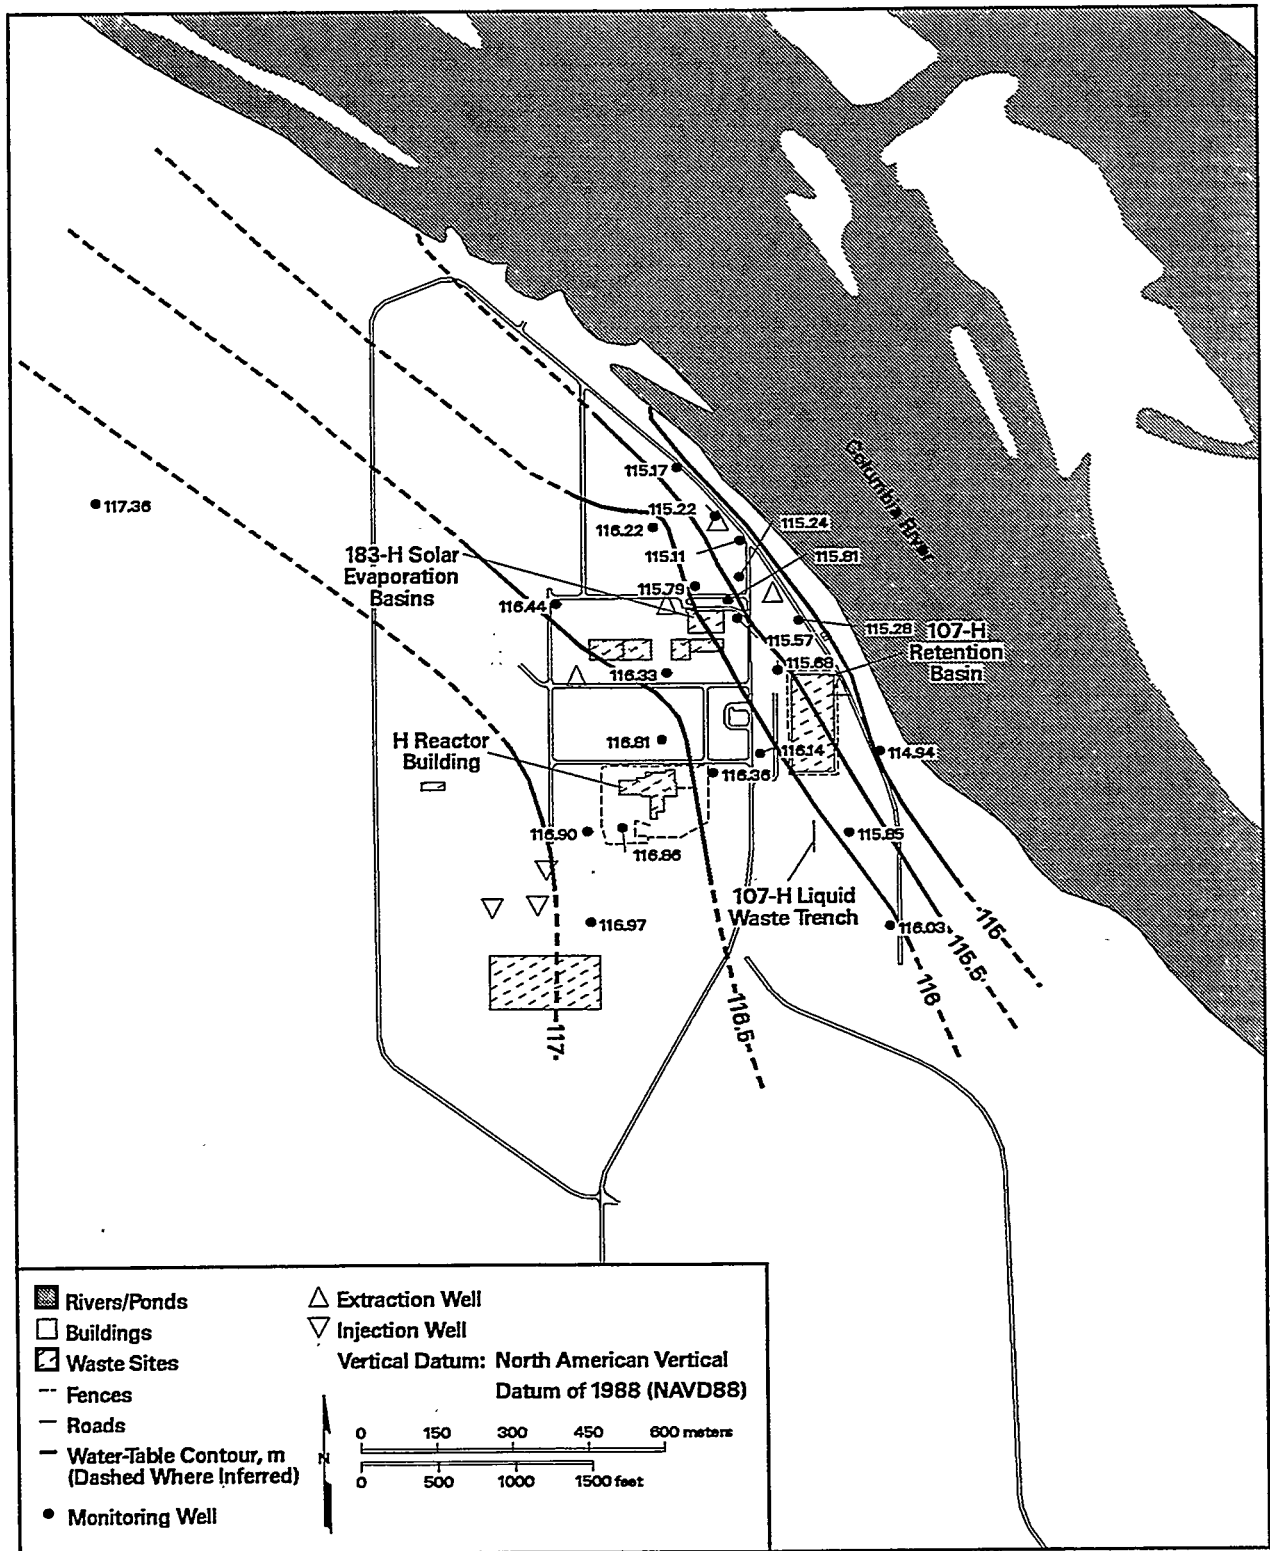 115.17
117.36
115.22
115.24
116.22
115.11
115.81
183-H Solar
Evaporation
Basins
115.79
Columbia River
116.44
115.28
115.57
107-H
Retention
Basin
115.68
116.33
H Reactor
Building
116.81
116.14
114.94
116.36
116.90
116.86
115.85
107-H Liquid
Waste Trench
116.97
116.03
115
115.5
116
116.5
117
Rivers/Ponds
Buildings
Waste Sites
Fences
Roads
Water-Table Contour, m
(Dashed Where Inferred)
Monitoring Well
Extraction Well
Injection Well
Vertical Datum: North American Vertical
Datum of 1988 (NAVD88)
N
0 150 300 450 600 meters
0 500 1000 1500 feet